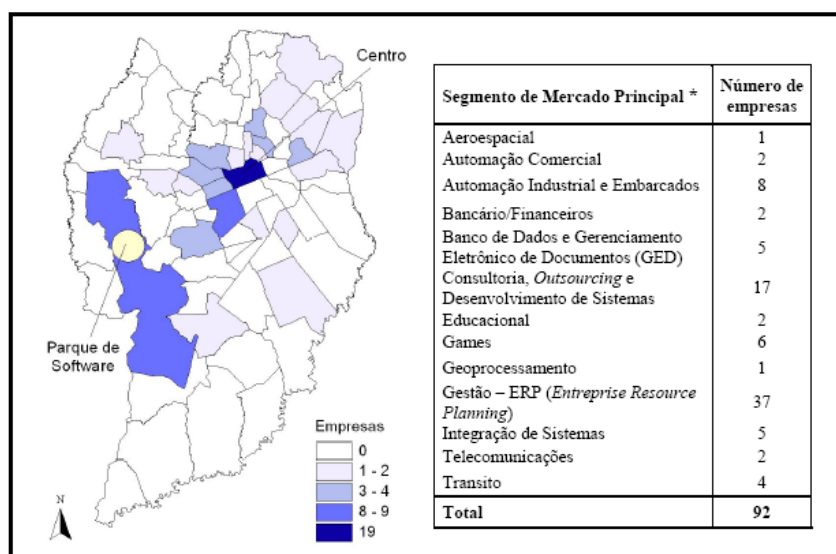 Centro
Parque de
Software
Empresas
0
1 - 2
3 - 4
8 - 9
19
N
Segmento de Mercado Principal * Número de
empresas
Aeroespacial 1
Automação Comercial 2
Automação Industrial e Embarcados 8
Bancário/Financeiros 2
Banco de Dados e Gerenciamento
Eletrônico de Documentos (GED) 5
Consultoria, Outsourcing e
Desenvolvimento de Sistemas 17
Educacional 2
Games 6
Geoprocessamento 1
Gestão – ERP (Entreprise Resource
Planning) 37
Integração de Sistemas 5
Telecomunicações 2
Transito 4
Total 92